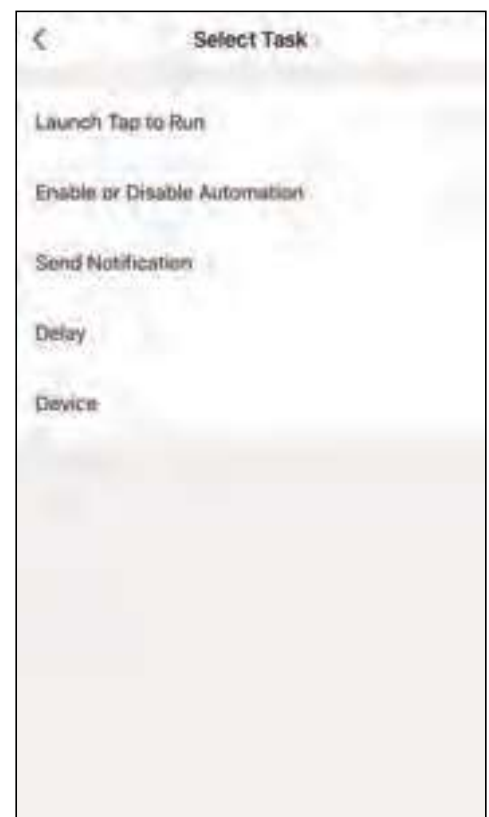 Select Task
Launch Tap to Run
Enable or Disable Automation
Send Notification
Delay
Device